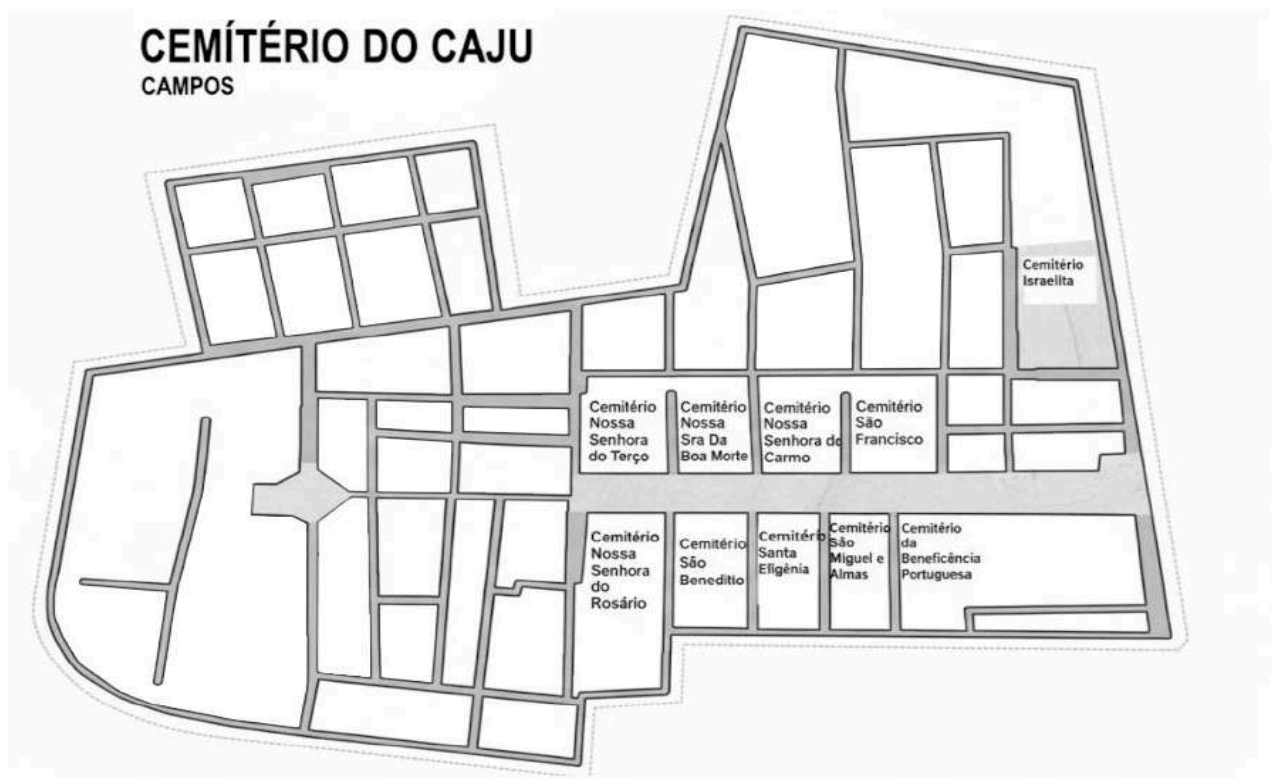 CEMÍTÉRIO DO CAJU
CAMPOS
Cemitério
Israelita
Cemitério
Nossa
Senhora
do Terço
Cemitério
Nossa
Sra Da
Boa Morte
Cemitério
Nossa
Senhora do
Carmo
Cemitério
São
Francisco
Cemitério
Nossa
Senhora
do
Rosário
Cemitério
São
Beneditio
Cemitério
Santa
Efigênia
Cemitério
São
Miguel e
Almas
Cemitério
da
Beneficência
Portuguesa